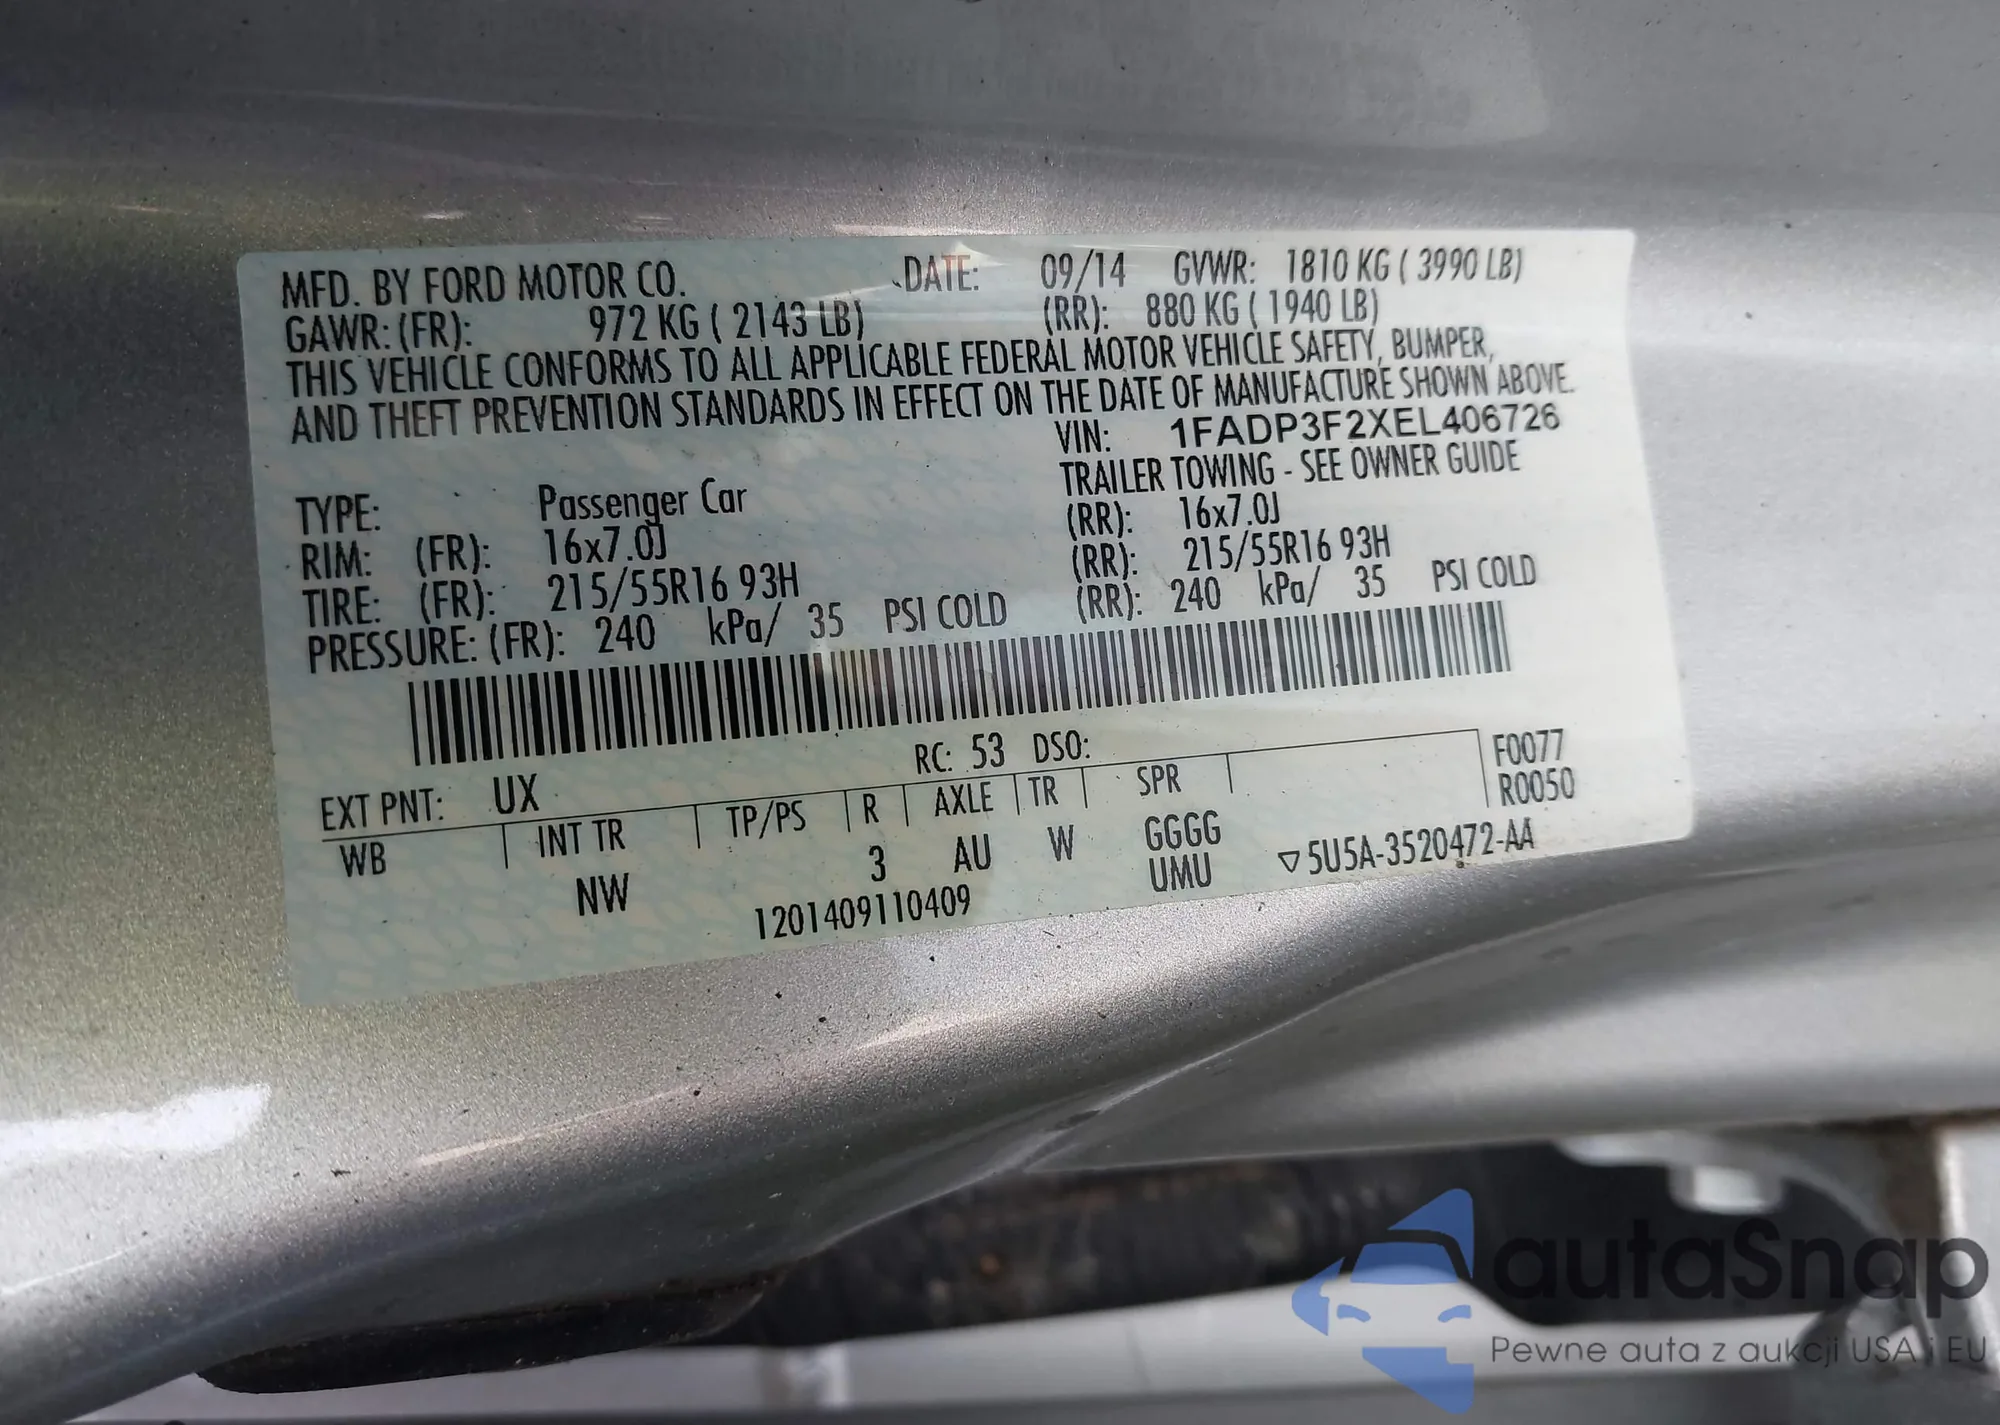 MFD. BY FORD MOTOR CO. DATE: 09/14 GVWR: 1810 KG ( 3990 LB)
GAWR: (FR): 972 KG ( 2143 LB) (RR): 880 KG ( 1940 LB)
THIS VEHICLE CONFORMS TO ALL APPLICABLE FEDERAL MOTOR VEHICLE SAFETY, BUMPER,
AND THEFT PREVENTION STANDARDS IN EFFECT ON THE DATE OF MANUFACTURE SHOWN ABOVE.
VIN: 1FADP3F2XEL406726
TYPE: Passenger Car TRAILER TOWING - SEE OWNER GUIDE
RIM: (FR): 16x7.0J (RR): 16x7.0J
TIRE: (FR): 215/55R16 93H (RR): 215/55R16 93H
PRESSURE: (FR): 240 kPa/ 35 PSI COLD (RR): 240 kPa/ 35 PSI COLD
RC: 53 DSO: F0077
EXT PNT: UX R0050
WB INT TR TP/PS R AXLE TR SPR
NW 3 AU W GGGG ▽5U5A-3520472-AA
UMU
1201409110409
autaSnap
Pewne auta z aukcji USA i EU